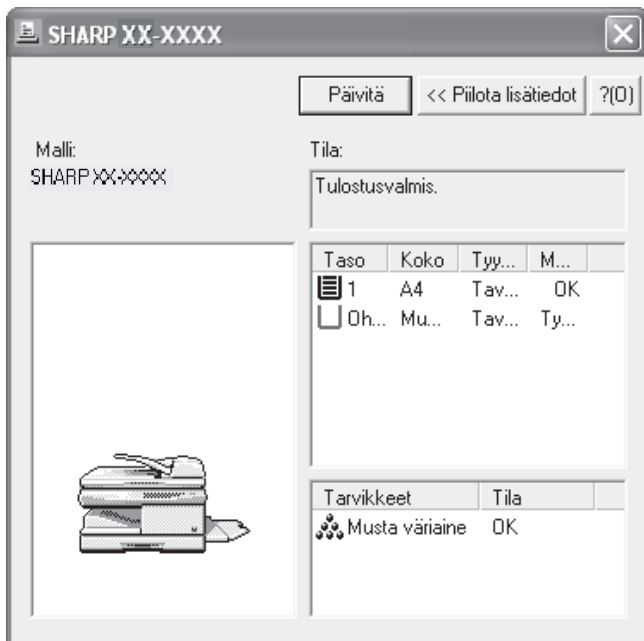 SHARP XX-XXXX
Päivitä << Piilota lisätiedot ?(O)
Malli:
SHARP XX-XXXX
Tila:
Tulostusvalmis.
Taso Koko Tyy... M...
1 A4 Tav... OK
Oh... Mu... Tav... Ty...
Tarvikkeet Tila
Musta väriaine OK